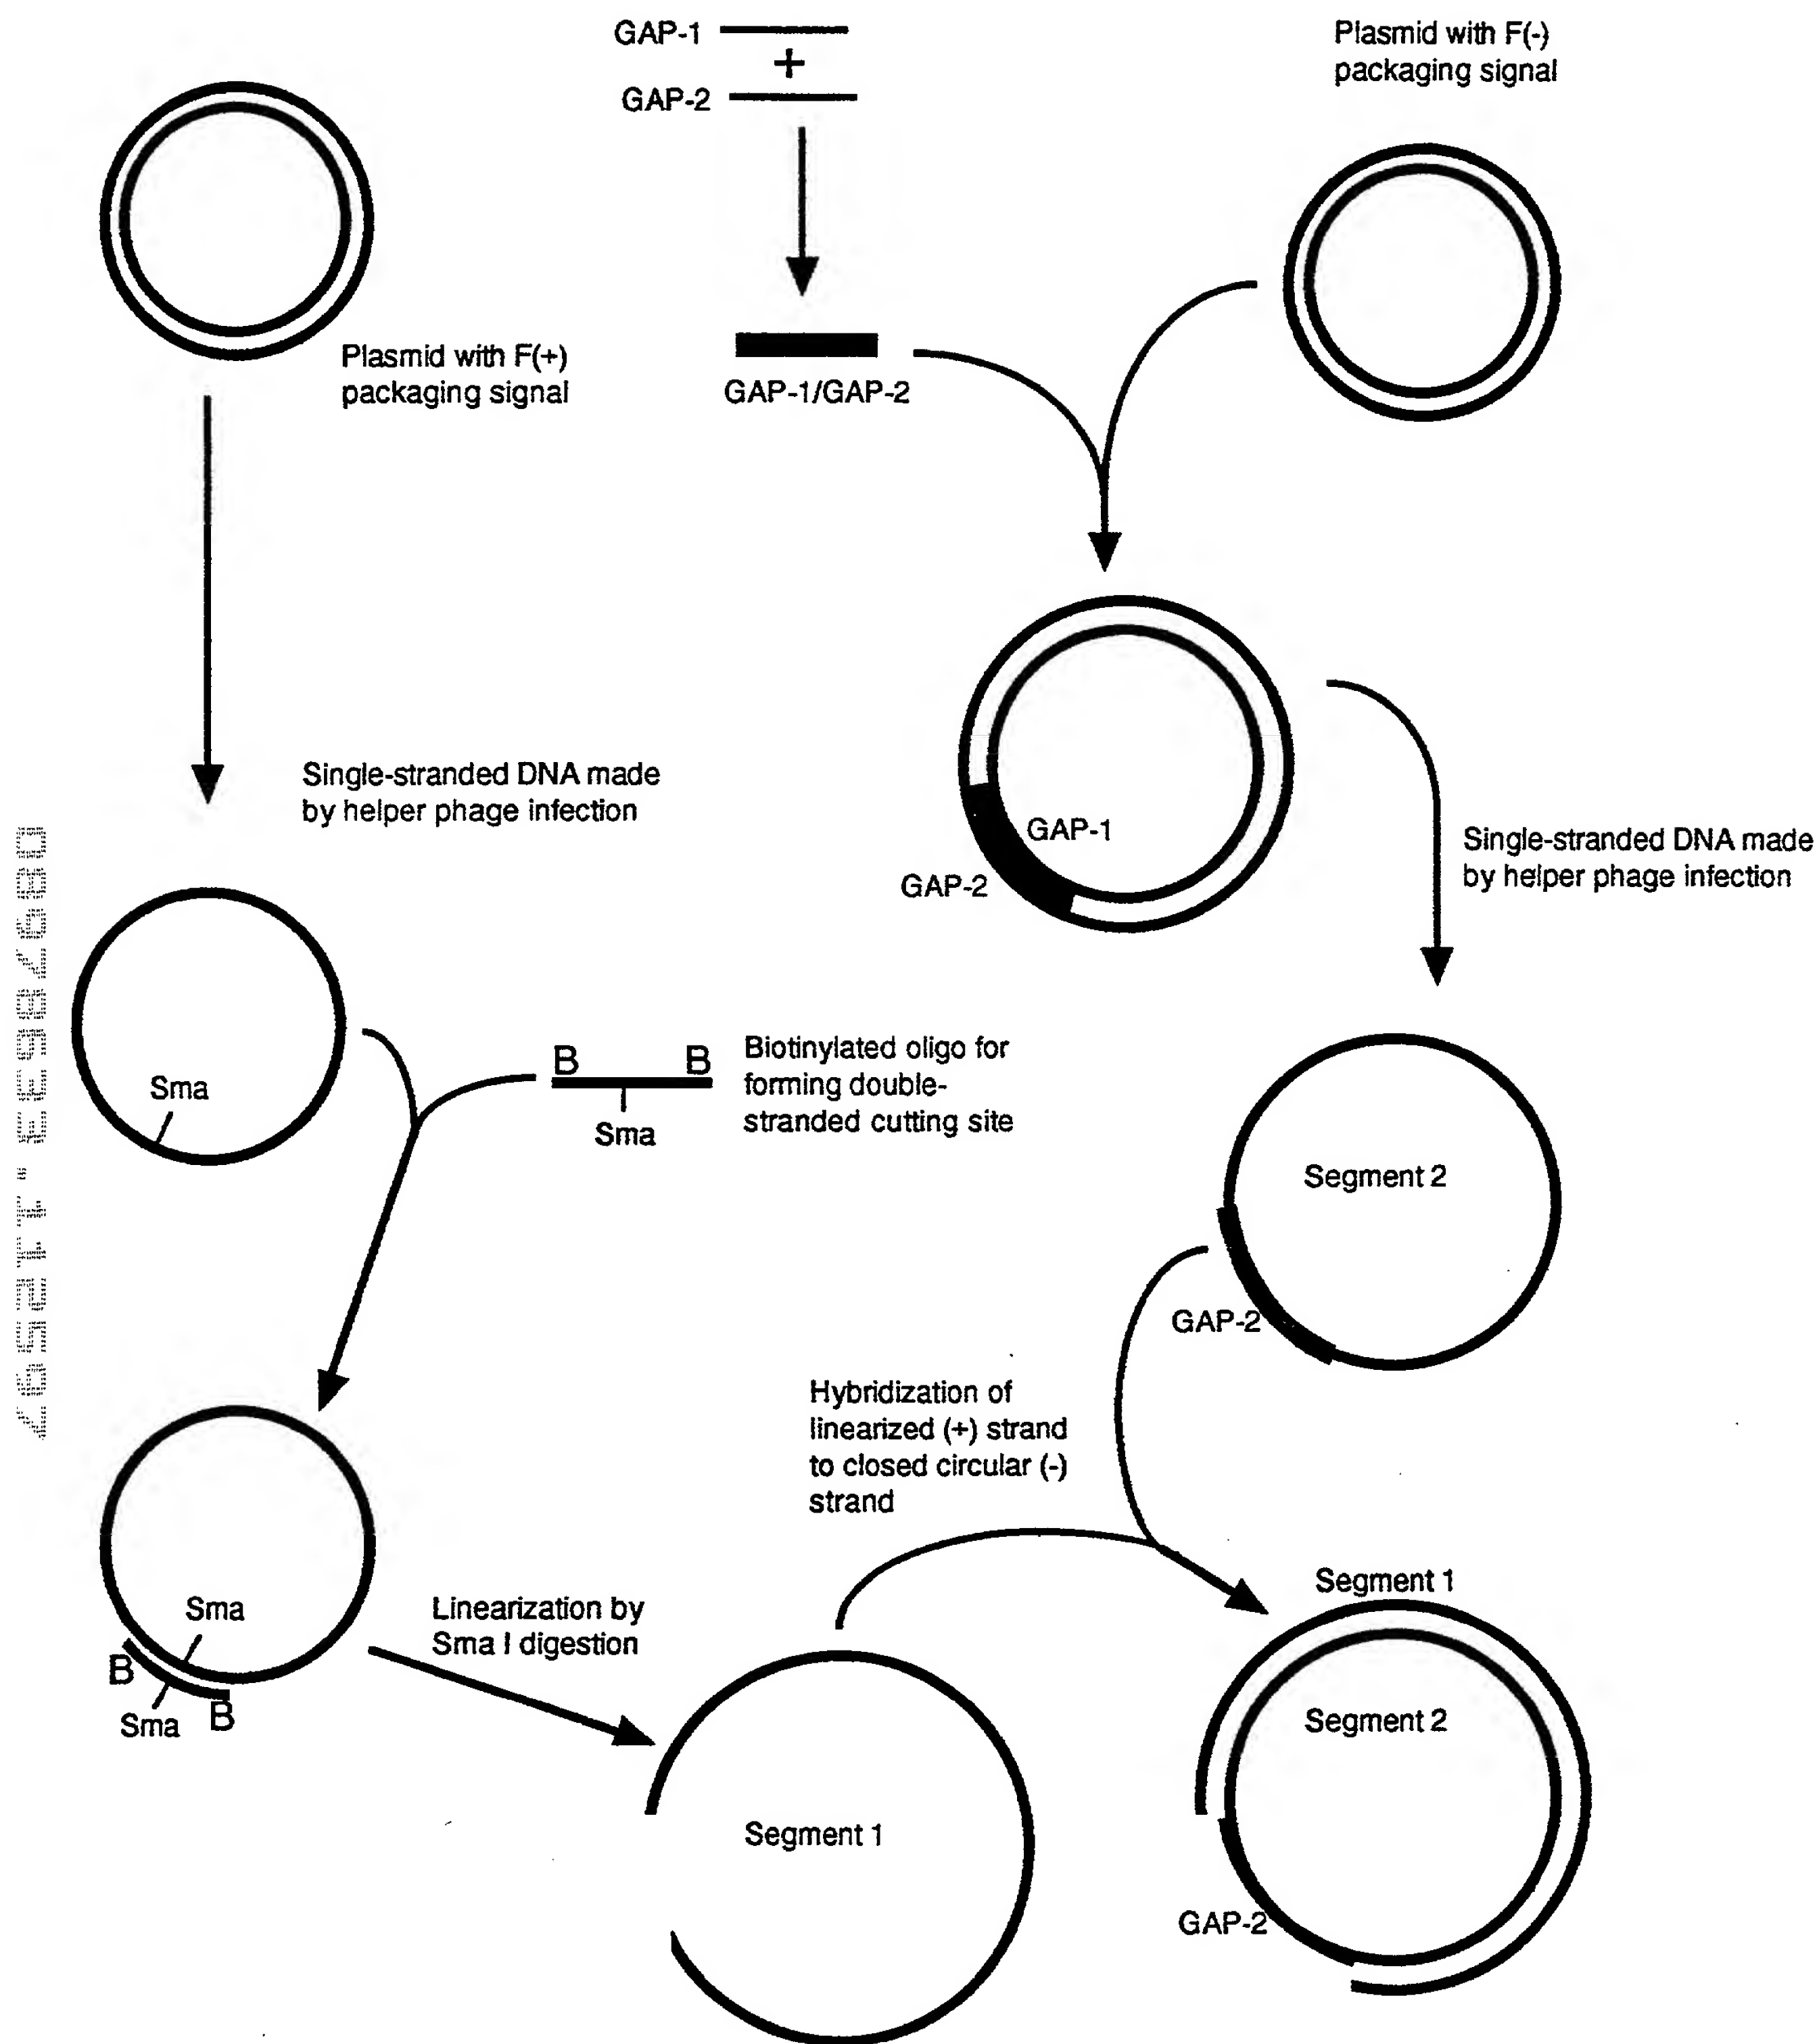 GAP-1
+
GAP-2
Plasmid with F(-)
packaging signal
Plasmid with F(+)
packaging signal
GAP-1/GAP-2
Single-stranded DNA made
by helper phage infection
GAP-1
GAP-2
Single-stranded DNA made
by helper phage infection
Sma
B B
Sma
Biotinylated oligo for
forming double-
stranded cutting site
Segment 2
GAP-2
Hybridization of
linearized (+) strand
to closed circular (-)
strand
Sma
B
Sma
B
Linearization by
Sma I digestion
Segment 1
Segment 1
Segment 2
GAP-2